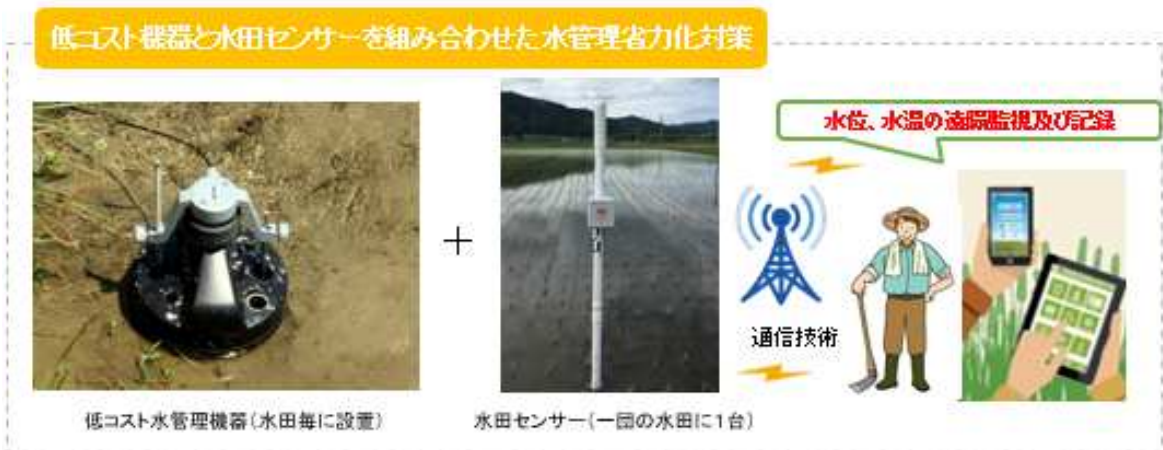 低コスト機器と水田センサーを組み合わせた水管理省力化対策
水位、水温の遠隔監視及び記録
＋
通信技術
低コスト水管理機器(水田毎に設置)
水田センサー(一団の水田に1台)